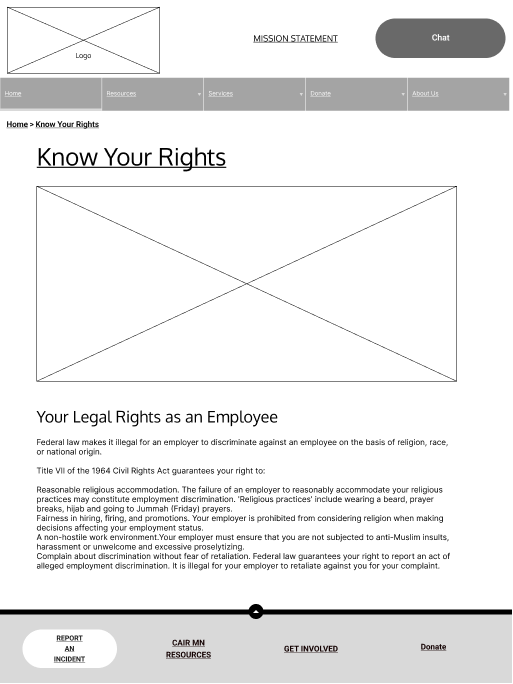 Logo
MISSION STATEMENT
Chat
Home
Resources
Services
Donate
About Us
Home > Know Your Rights
Know Your Rights
Your Legal Rights as an Employee
Federal law makes it illegal for an employer to discriminate against an employee on the basis of religion, race,
or national origin.
Title VII of the 1964 Civil Rights Act guarantees your right to:
Reasonable religious accommodation. The failure of an employer to reasonably accommodate your religious
practices may constitute employment discrimination. ‘Religious practices’ include wearing a beard, prayer
breaks, hijab and going to Jummah (Friday) prayers.
Fairness in hiring, firing, and promotions. Your employer is prohibited from considering religion when making
decisions affecting your employment status.
A non-hostile work environment.Your employer must ensure that you are not subjected to anti-Muslim insults,
harassment or unwelcome and excessive proselytizing.
Complain about discrimination without fear of retaliation. Federal law guarantees your right to report an act of
alleged employment discrimination. It is illegal for your employer to retaliate against you for your complaint.
REPORT
AN
INCIDENT
CAIR MN
RESOURCES
GET INVOLVED
Donate